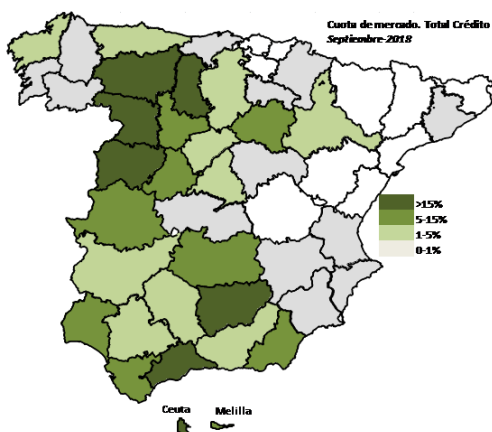 Cuota de mercado. Total Crédito
Septiembre-2018
>15%
5-15%
1-5%
0-1%
Ceuta
Melilla